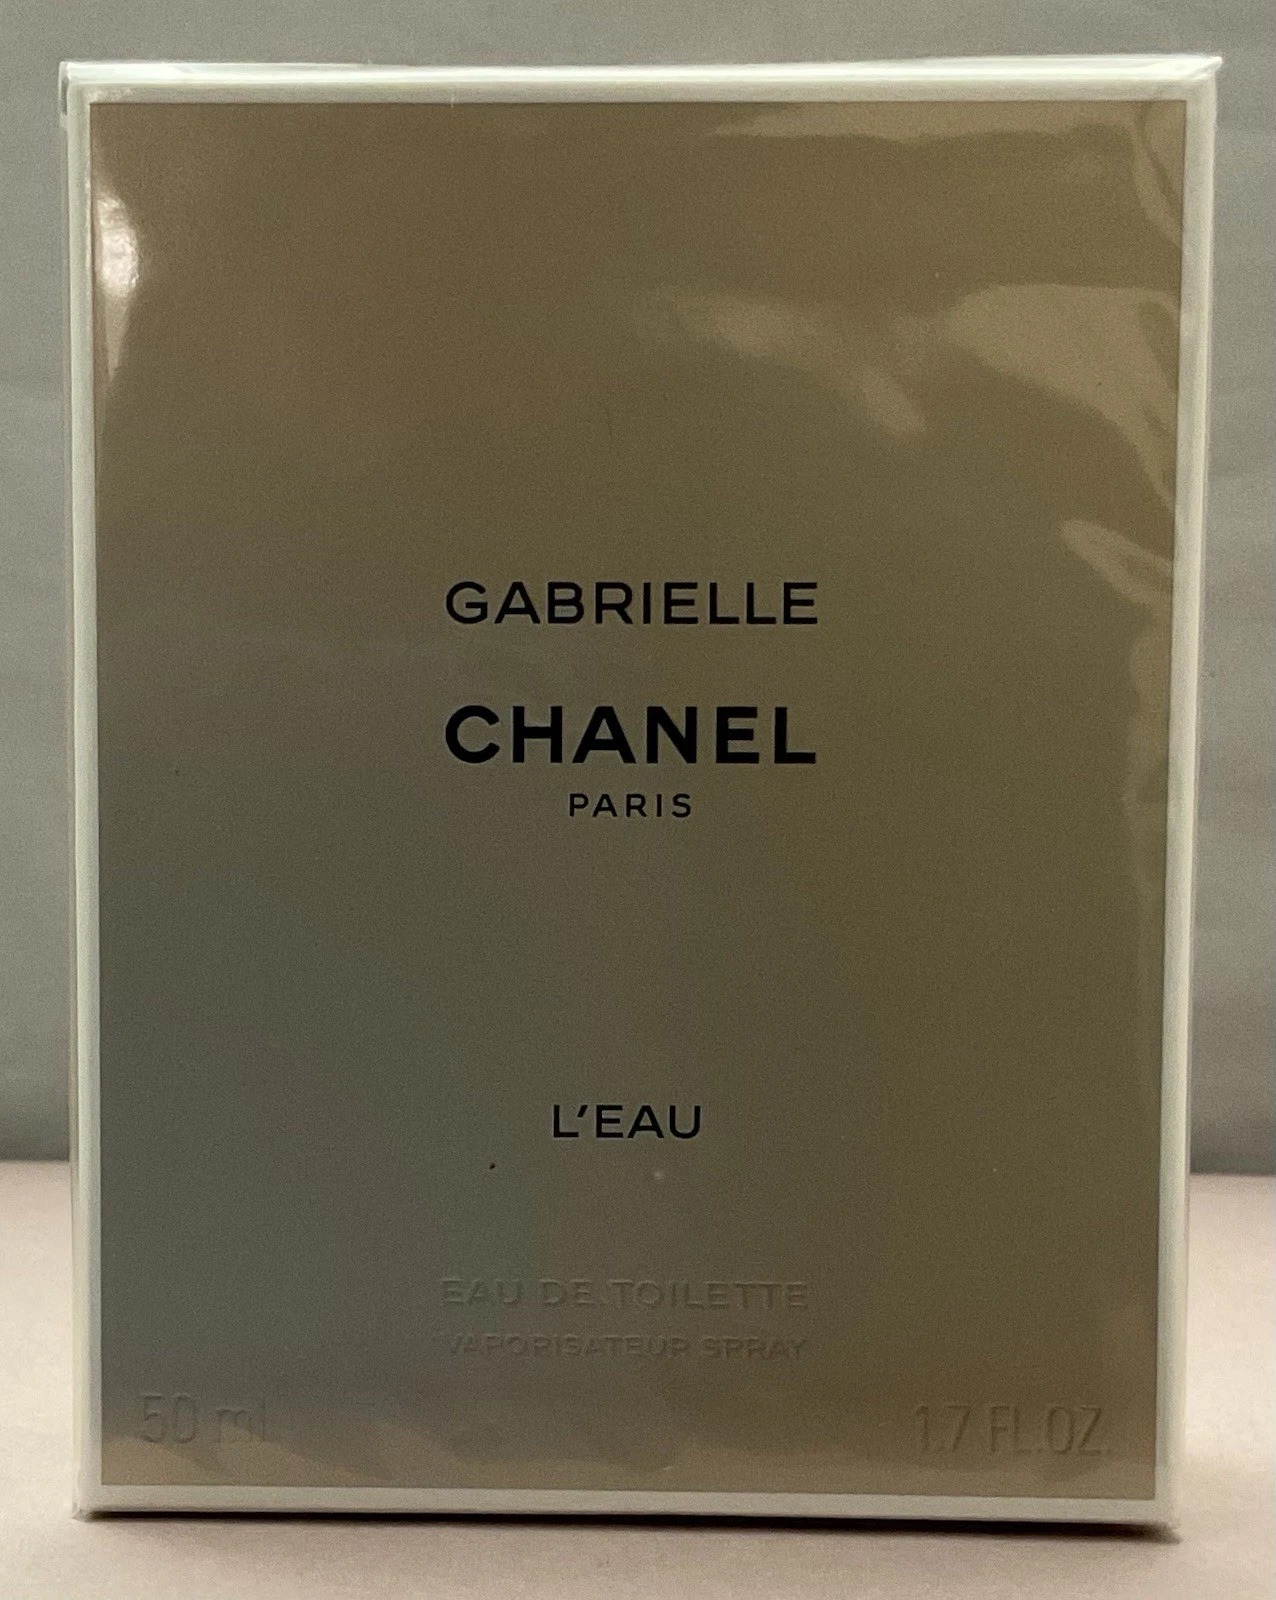 GABRIELLE
CHANEL
PARIS
L'EAU
EAU DE TOILETTE
VAPORISATEUR SPRAY
50 ml
1.7 FL.OZ.